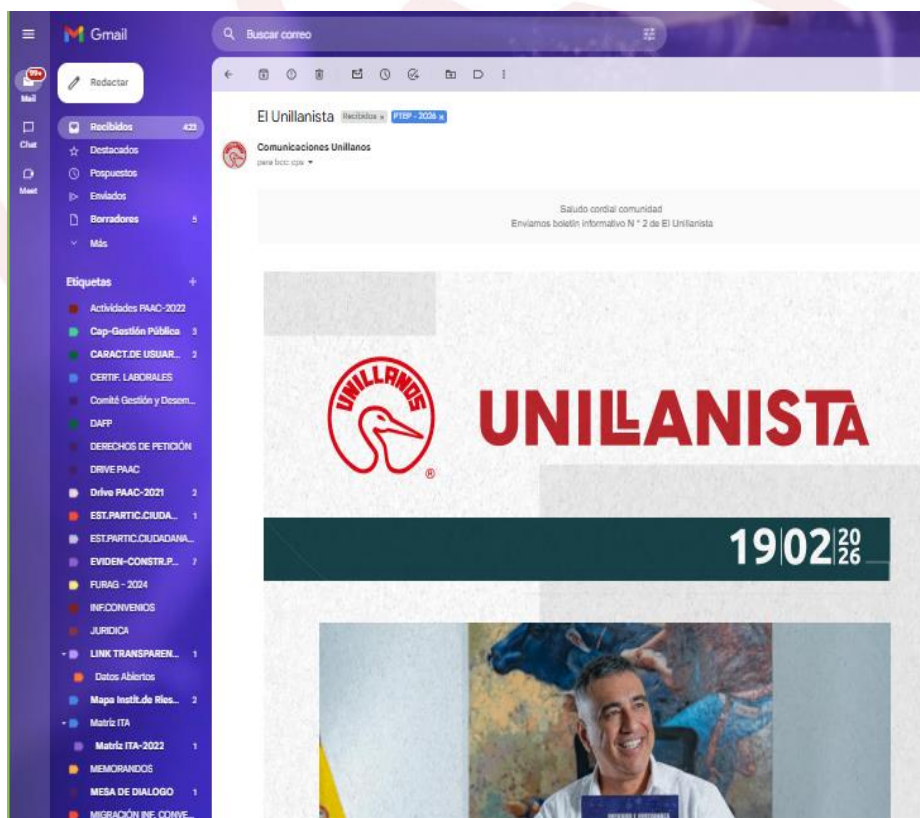 Gmail
Buscar correo
99+
Mail
Chat
Meet
Redactar
Recibidos 423
Destacados
Pospuestos
Enviados
Borradores 5
Más
Etiquetas +
Actividades PAAC-2022
Cap-Gestión Pública 3
CARACT.DE USUAR... 2
CERTIF. LABORALES
Comité Gestión y Desem...
DAFP
DERECHOS DE PETICIÓN
DRIVE PAAC
Drive PAAC-2021 2
EST.PARTIC.CIUDA... 1
EST.PARTIC.CIUDADANA...
EVIDEN-CONSTR.P... 7
FURAG - 2024
INF.CONVENIOS
JURIDICA
LINK TRANSPAREN... 1
Datos Abiertos
Mapa Instit.de Ries... 2
Matriz ITA
Matriz ITA-2022 1
MEMORANDOS
MESA DE DIALOGO 1
MIGRACIÓN INF. CONVE...
El Unillanista Recibidos x PTEP - 2026 x
Comunicaciones Unillanos
para bcc: cps
Saludo cordial comunidad
Enviamos boletín informativo N ° 2 de El Unillanista
UNILLANOS
®
UNILLANISTA
19|02|20
26